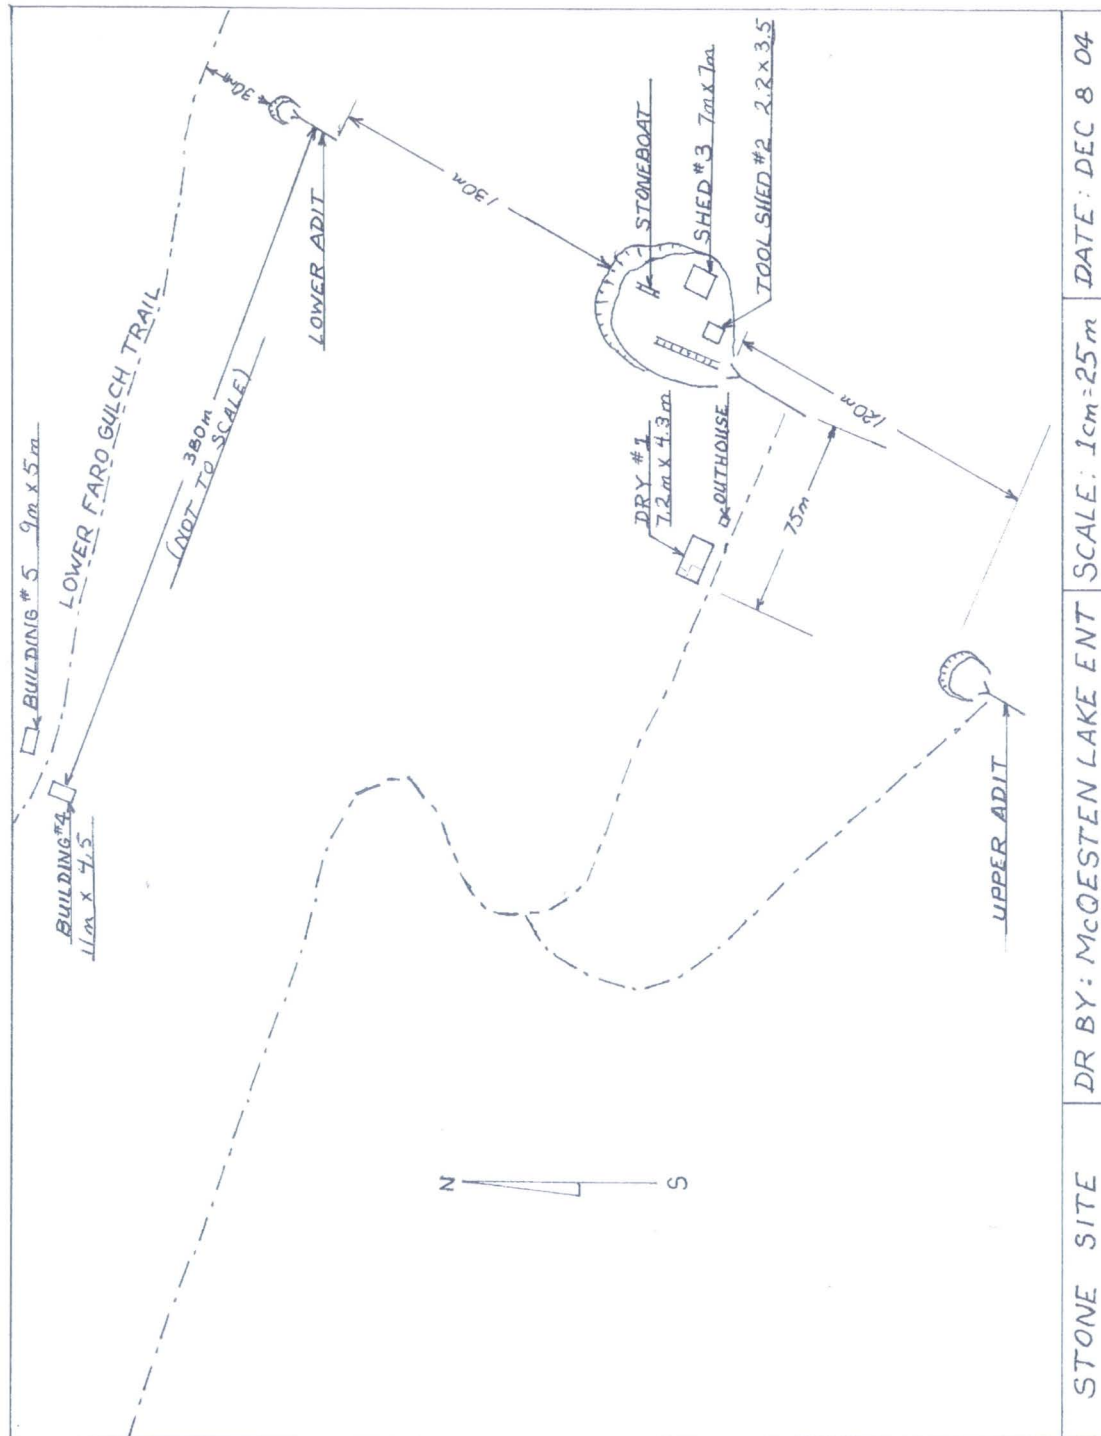 BUILDING #5 9m x 5m
LOWER FARO GULCH TRAIL
30m
BUILDING #4
11m x 4.5
380m
(NOT TO SCALE)
LOWER ADIT
130m
STONEBOAT
SHED #3 7m x 7m
TOOL SHED #2 2.2 x 3.5
DRY #1
7.2m x 4.3m
OUTHOUSE
75m
120m
UPPER ADIT
N
S
STONE SITE
DR BY: McQESTEN LAKE ENT
SCALE: 1cm = 25m
DATE: DEC 8 04